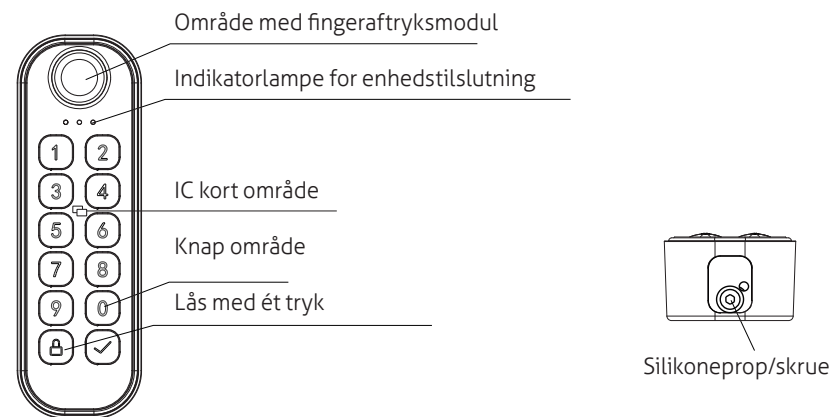 Område med fingeraftryksmodul
Indikatorlampe for enhedstilslutning
1 2
3 4
IC kort område
5 6
Knap område
7 8
9 0
Lås med ét tryk
Silikoneprop/skrue